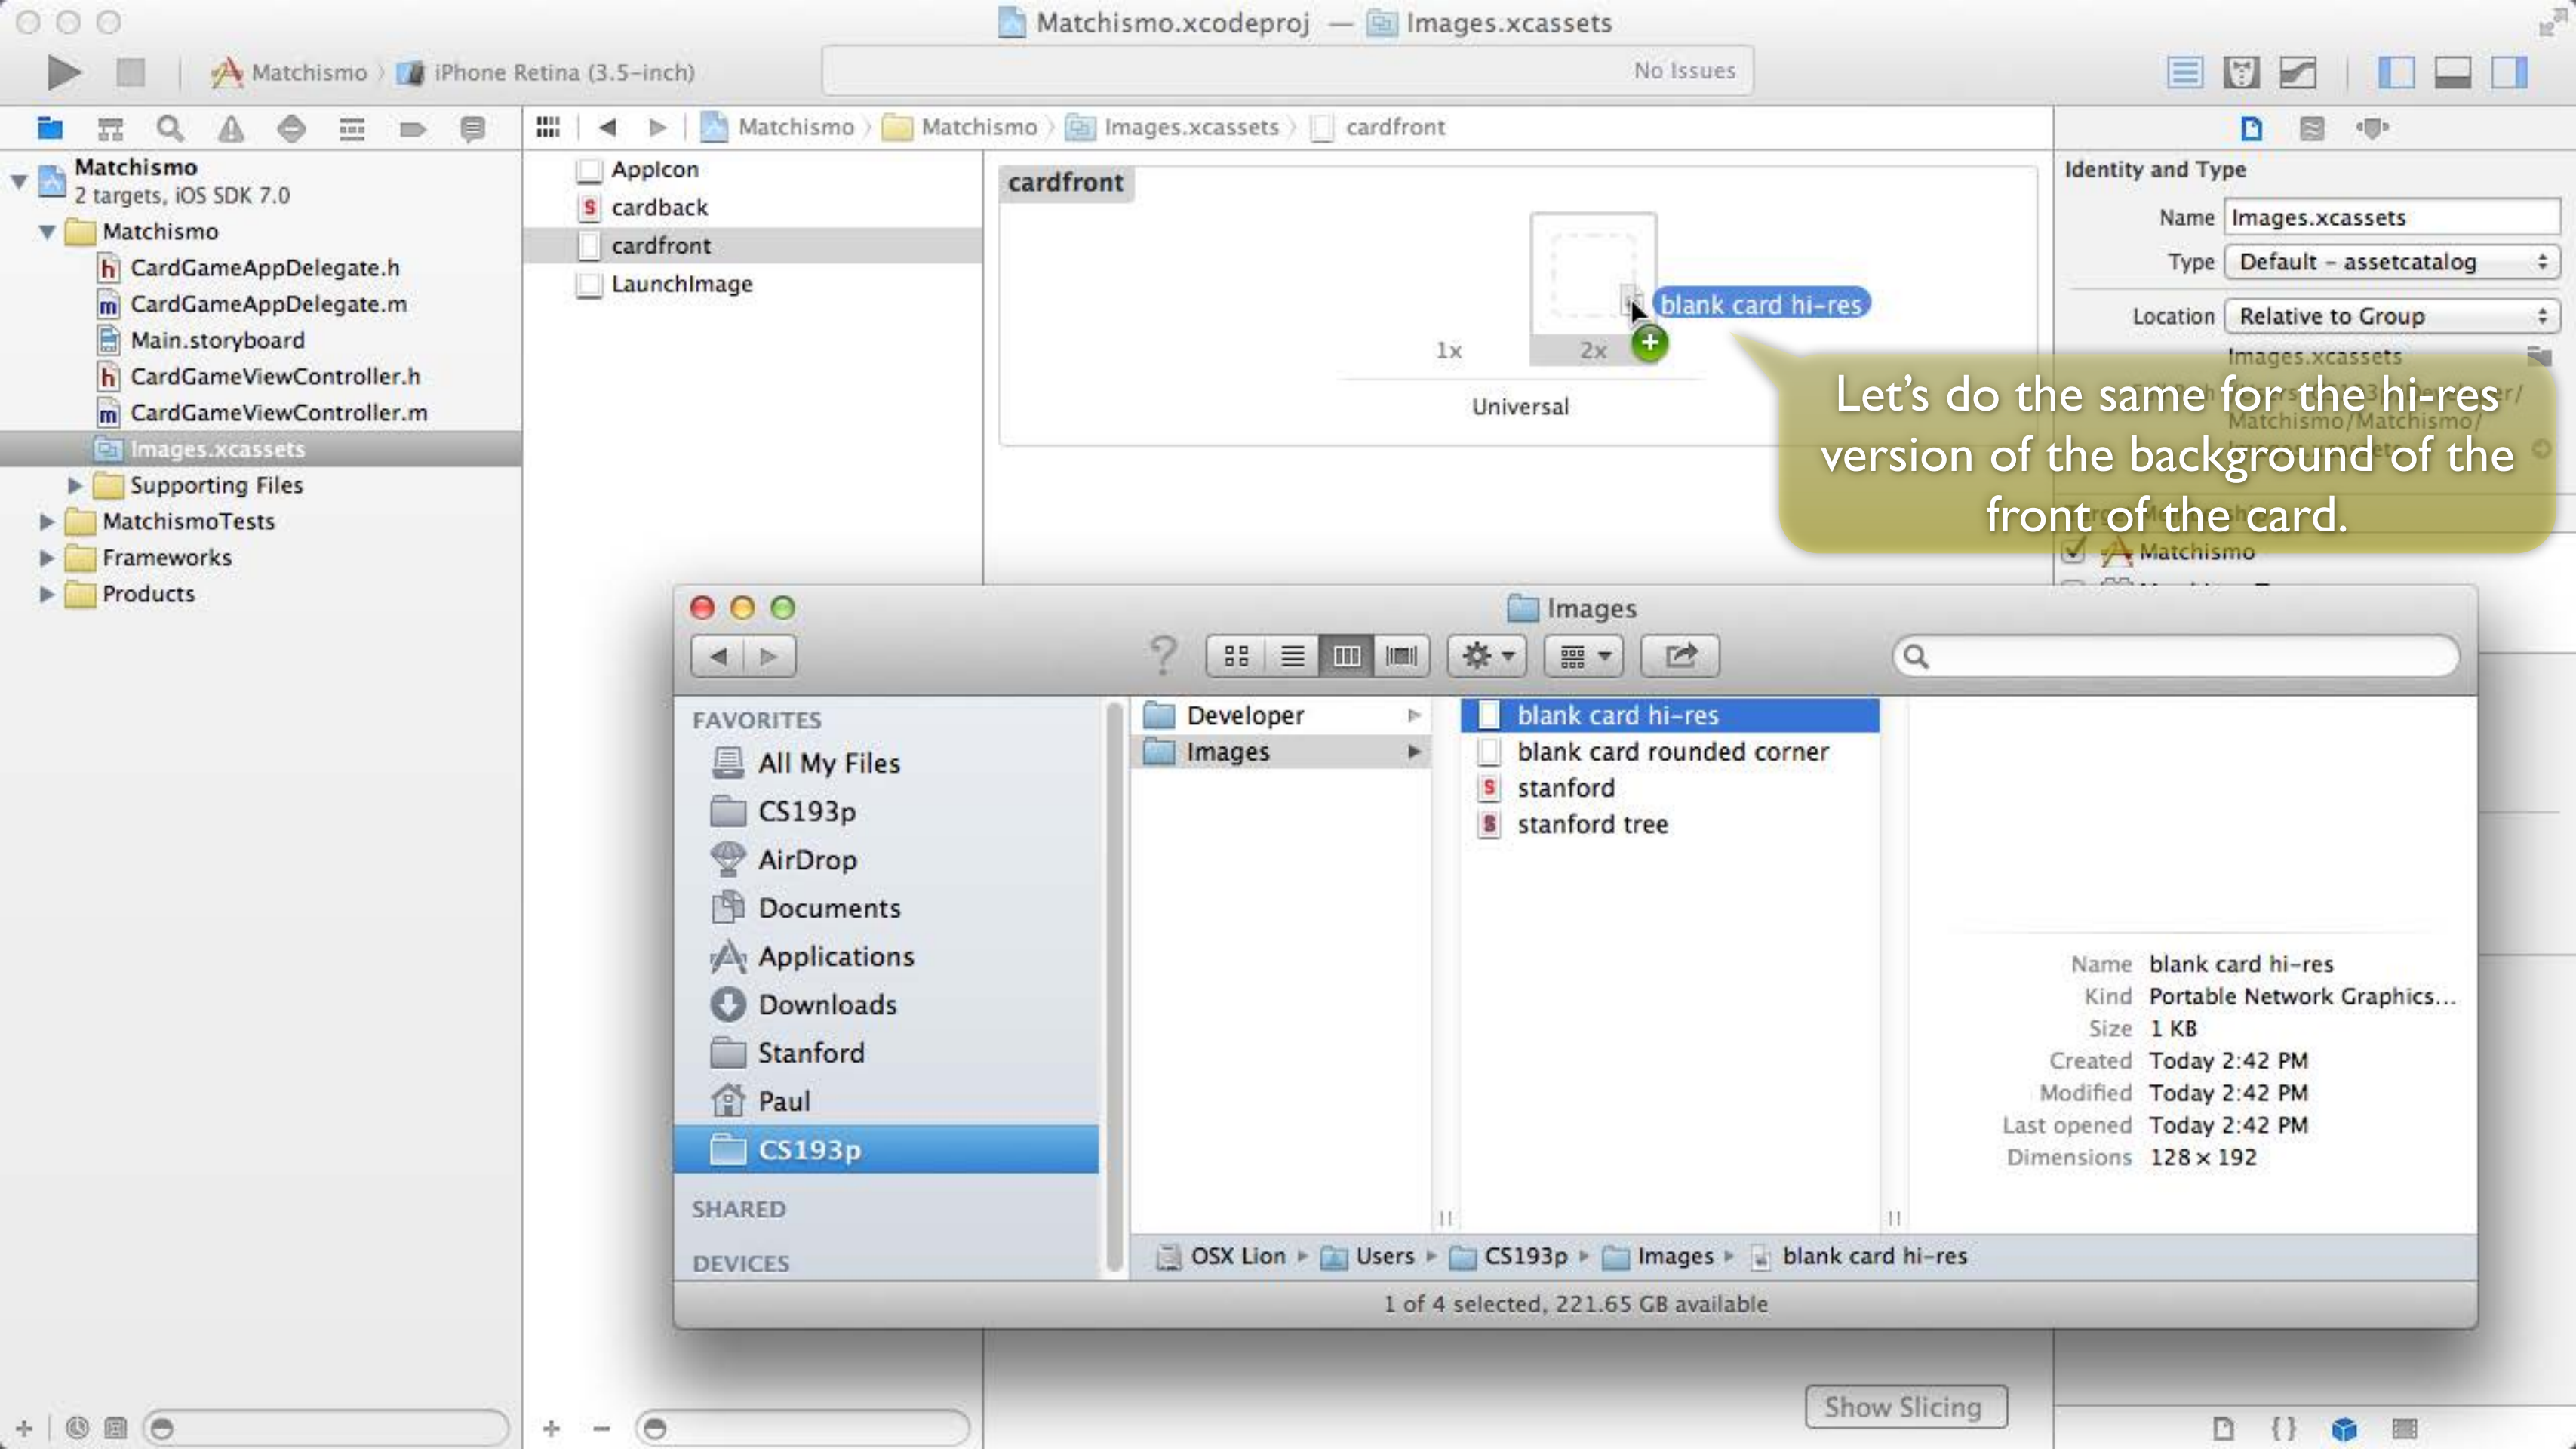 Matchismo.xcodeproj — Images.xcassets
Matchismo iPhone Retina (3.5-inch)
No Issues
Matchismo Matchismo Images.xcassets cardfront
Matchismo
2 targets, iOS SDK 7.0
Matchismo
CardGameAppDelegate.h
CardGameAppDelegate.m
Main.storyboard
CardGameViewController.h
CardGameViewController.m
Images.xcassets
Supporting Files
MatchismoTests
Frameworks
Products
AppIcon
cardback
cardfront
LaunchImage
cardfront
blank card hi-res
1x 2x
Universal
Identity and Type
Name Images.xcassets
Type Default - assetcatalog
Location Relative to Group
Images.xcassets
Matchismo/Matchismo/
Let's do the same for the hi-res
version of the background of the
front of the card.
Matchismo
Images
FAVORITES
All My Files
CS193p
AirDrop
Documents
Applications
Downloads
Stanford
Paul
CS193p
SHARED
DEVICES
Developer
Images
blank card hi-res
blank card rounded corner
stanford
stanford tree
Name blank card hi-res
Kind Portable Network Graphics...
Size 1 KB
Created Today 2:42 PM
Modified Today 2:42 PM
Last opened Today 2:42 PM
Dimensions 128 × 192
OSX Lion Users CS193p Images blank card hi-res
1 of 4 selected, 221.65 GB available
Show Slicing